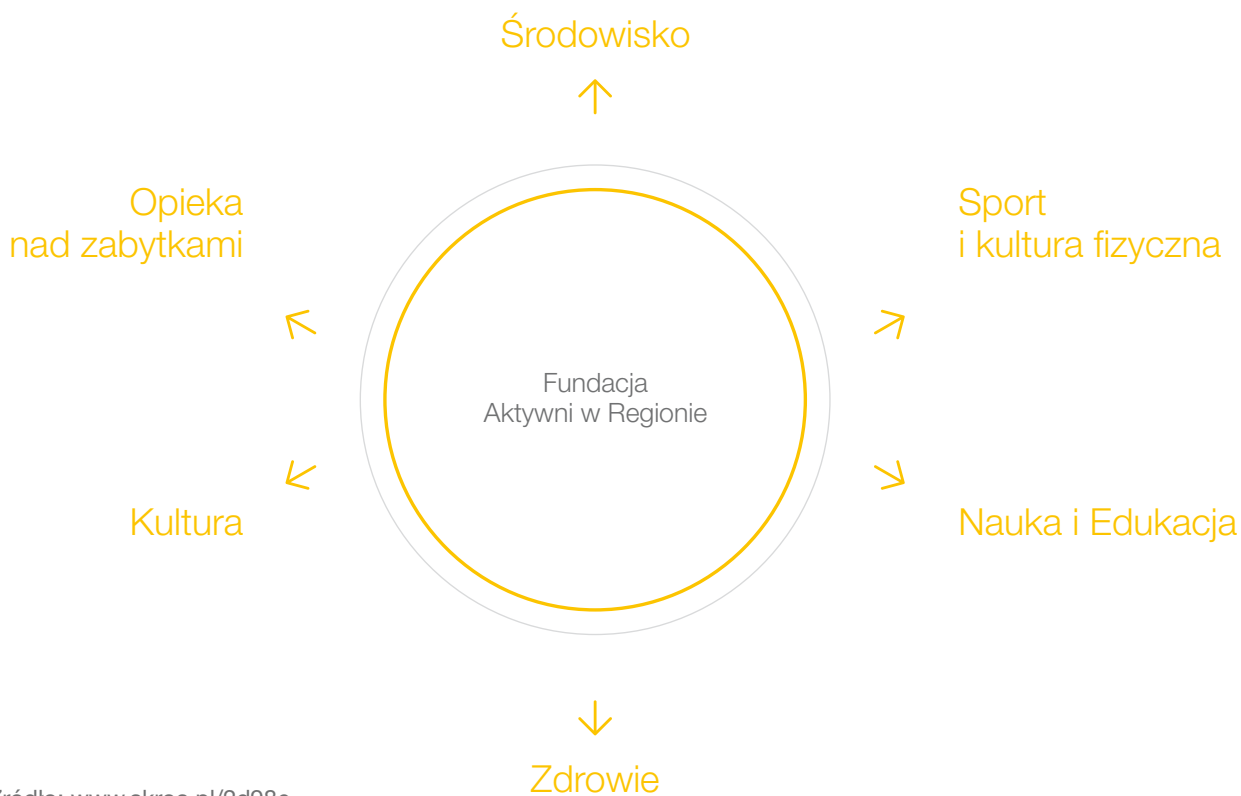 Środowisko
Opieka
nad zabytkami
Sport
i kultura fizyczna
Fundacja
Aktywni w Regionie
Kultura
Nauka i Edukacja
Zdrowie